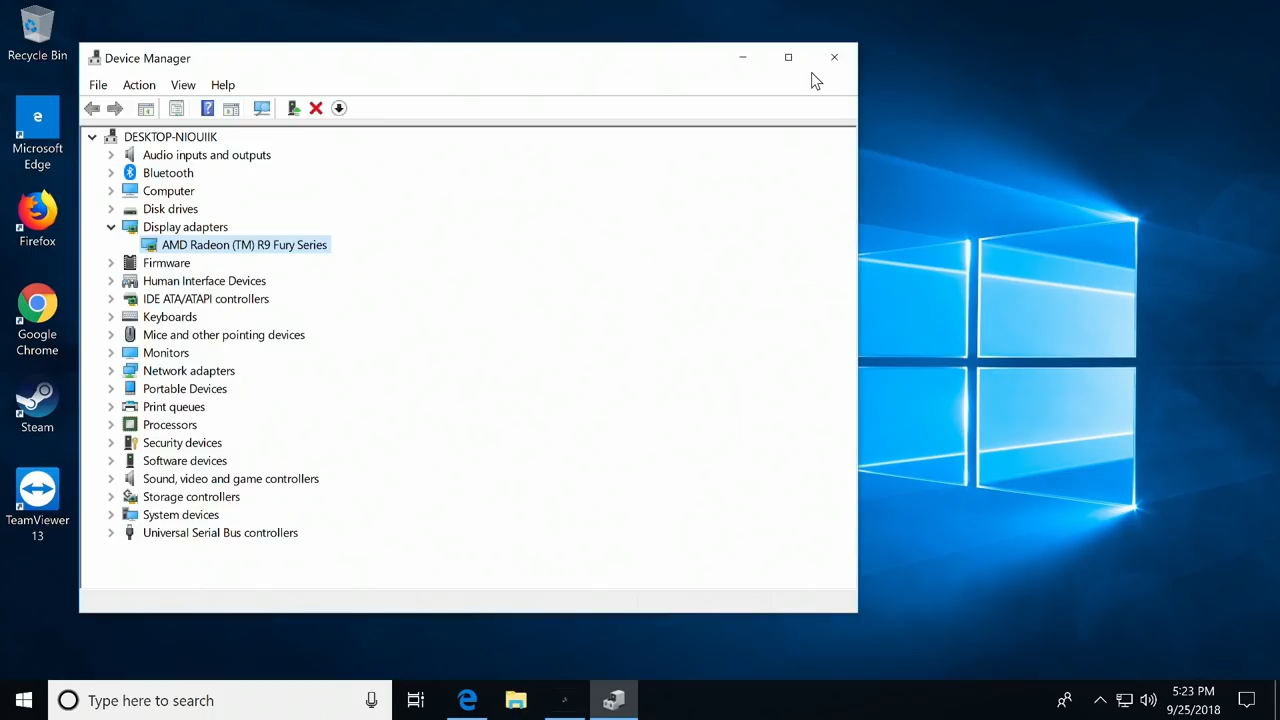 Recycle Bin
Microsoft
Edge
Firefox
Google
Chrome
Steam
TeamViewer
13
Device Manager
File Action View Help
DESKTOP-NIOUIIK
Audio inputs and outputs
Bluetooth
Computer
Disk drives
Display adapters
AMD Radeon (TM) R9 Fury Series
Firmware
Human Interface Devices
IDE ATA/ATAPI controllers
Keyboards
Mice and other pointing devices
Monitors
Network adapters
Portable Devices
Print queues
Processors
Security devices
Software devices
Sound, video and game controllers
Storage controllers
System devices
Universal Serial Bus controllers
Type here to search
5:23 PM
9/25/2018